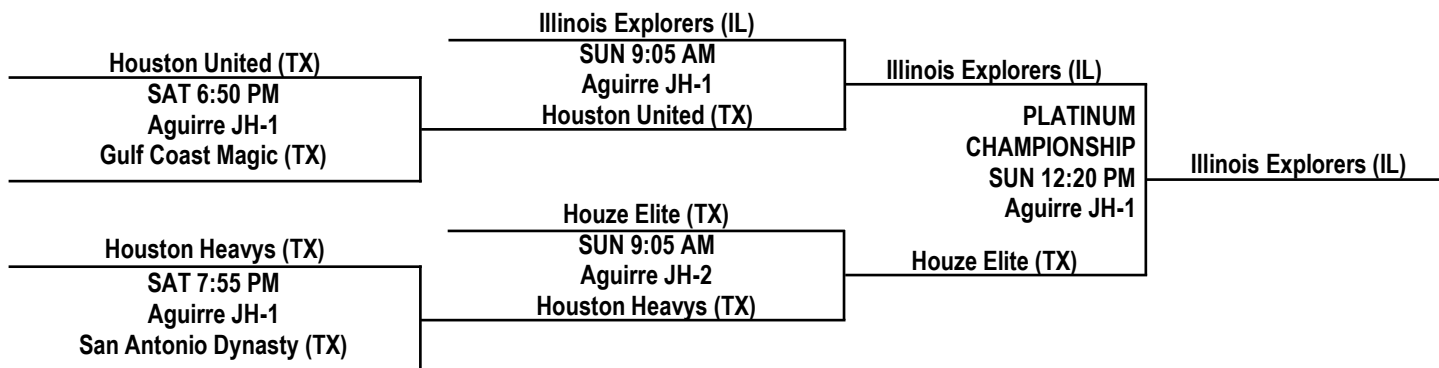 Houston United (TX)
SAT 6:50 PM
Aguirre JH-1
Gulf Coast Magic (TX)
Houston Heavys (TX)
SAT 7:55 PM
Aguirre JH-1
San Antonio Dynasty (TX)
Illinois Explorers (IL)
SUN 9:05 AM
Aguirre JH-1
Houston United (TX)
Houze Elite (TX)
SUN 9:05 AM
Aguirre JH-2
Houston Heavys (TX)
Illinois Explorers (IL)
PLATINUM
CHAMPIONSHIP
SUN 12:20 PM
Aguirre JH-1
Houze Elite (TX)
Illinois Explorers (IL)